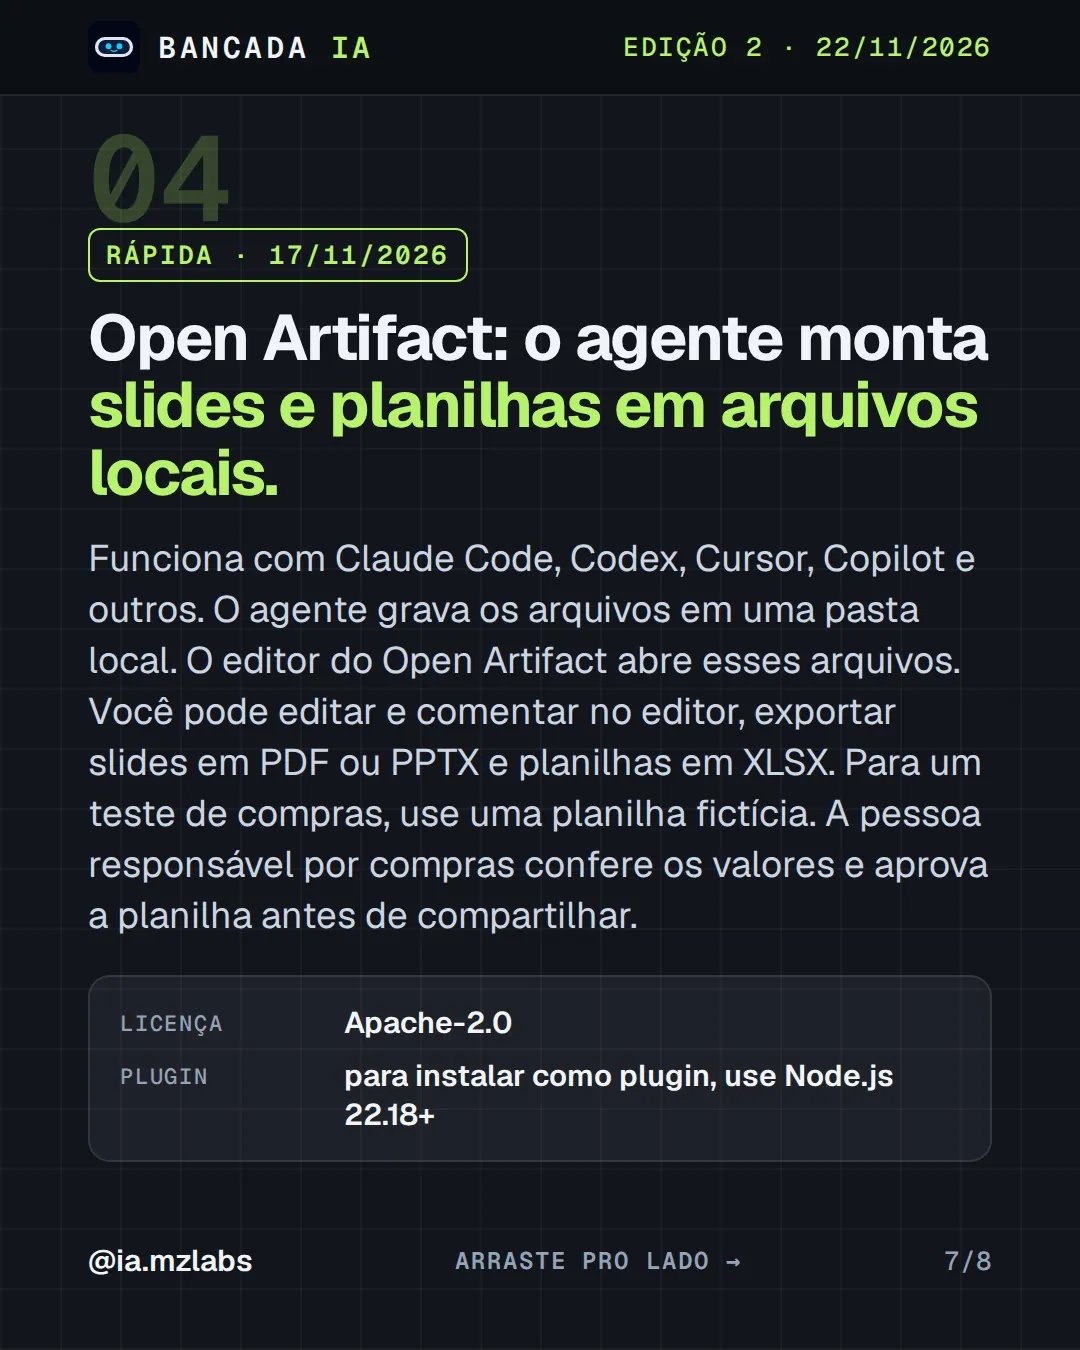 BANCADA IA
EDIÇÃO 2 · 22/11/2026
04
RÁPIDA · 17/11/2026
Open Artifact: o agente monta
slides e planilhas em arquivos
locais.
Funciona com Claude Code, Codex, Cursor, Copilot e
outros. O agente grava os arquivos em uma pasta
local. O editor do Open Artifact abre esses arquivos.
Você pode editar e comentar no editor, exportar
slides em PDF ou PPTX e planilhas em XLSX. Para um
teste de compras, use uma planilha fictícia. A pessoa
responsável por compras confere os valores e aprova
a planilha antes de compartilhar.
LICENÇA Apache-2.0
PLUGIN para instalar como plugin, use Node.js
22.18+
@ia.mzlabs
ARRASTE PRO LADO →
7/8